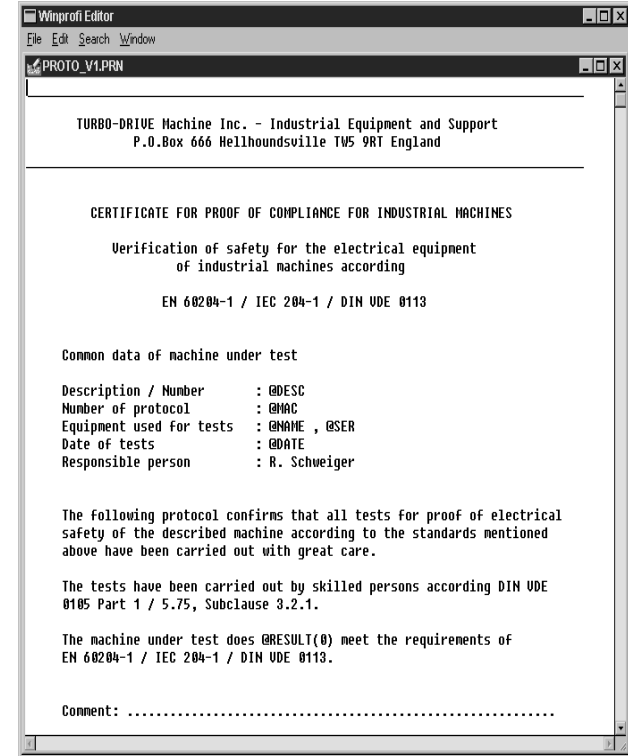 Winprofi Editor
File Edit Search Window
PROTO_V1.PRN
TURBO-DRIVE Machine Inc. - Industrial Equipment and Support
P.O.Box 666 Hellhoundsville TW5 9RT England
CERTIFICATE FOR PROOF OF COMPLIANCE FOR INDUSTRIAL MACHINES
Verification of safety for the electrical equipment
of industrial machines according
EN 60204-1 / IEC 204-1 / DIN VDE 0113
Common data of machine under test
Description / Number : @DESC
Number of protocol : @MAC
Equipment used for tests : @NAME , @SER
Date of tests : @DATE
Responsible person : R. Schweiger
The following protocol confirms that all tests for proof of electrical
safety of the described machine according to the standards mentioned
above have been carried out with great care.
The tests have been carried out by skilled persons according DIN VDE
0105 Part 1 / 5.75, Subclause 3.2.1.
The machine under test does @RESULT(0) meet the requirements of
EN 60204-1 / IEC 204-1 / DIN VDE 0113.
Comment: ............................................................